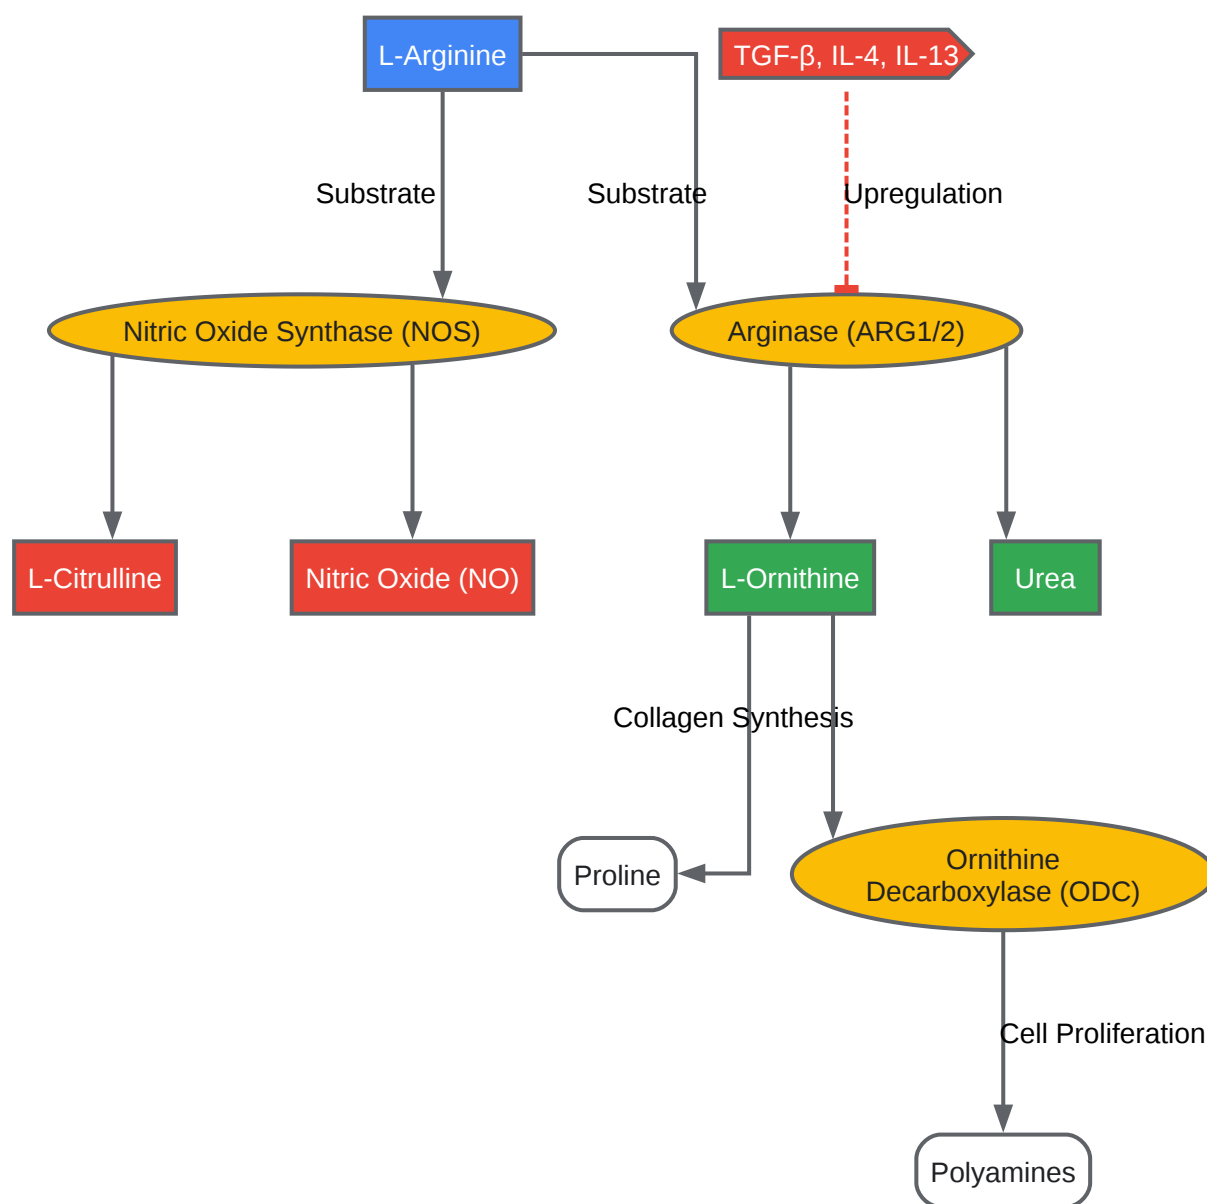 L-Arginine
TGF-β, IL-4, IL-13
Substrate
Substrate
Upregulation
Nitric Oxide Synthase (NOS)
Arginase (ARG1/2)
L-Citrulline
Nitric Oxide (NO)
L-Ornithine
Urea
Collagen Synthesis
Proline
Ornithine
Decarboxylase (ODC)
Cell Proliferation
Polyamines